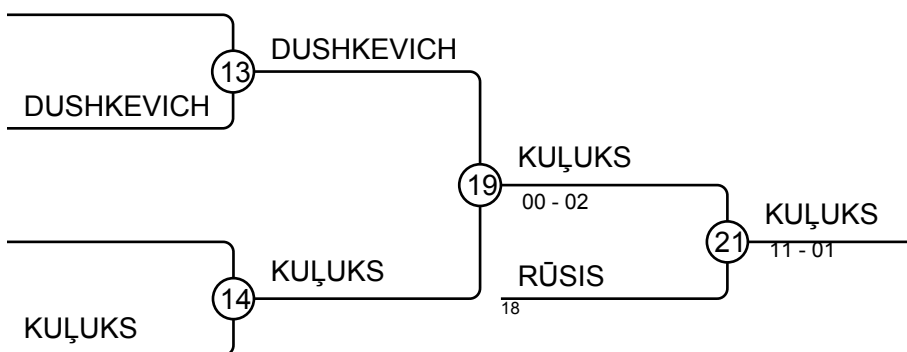 DUSHKEVICH
13
DUSHKEVICH
KUĻUKS
19
00 - 02
KUĻUKS
21
11 - 01
KUĻUKS
14
RŪSIS
18
KUĻUKS